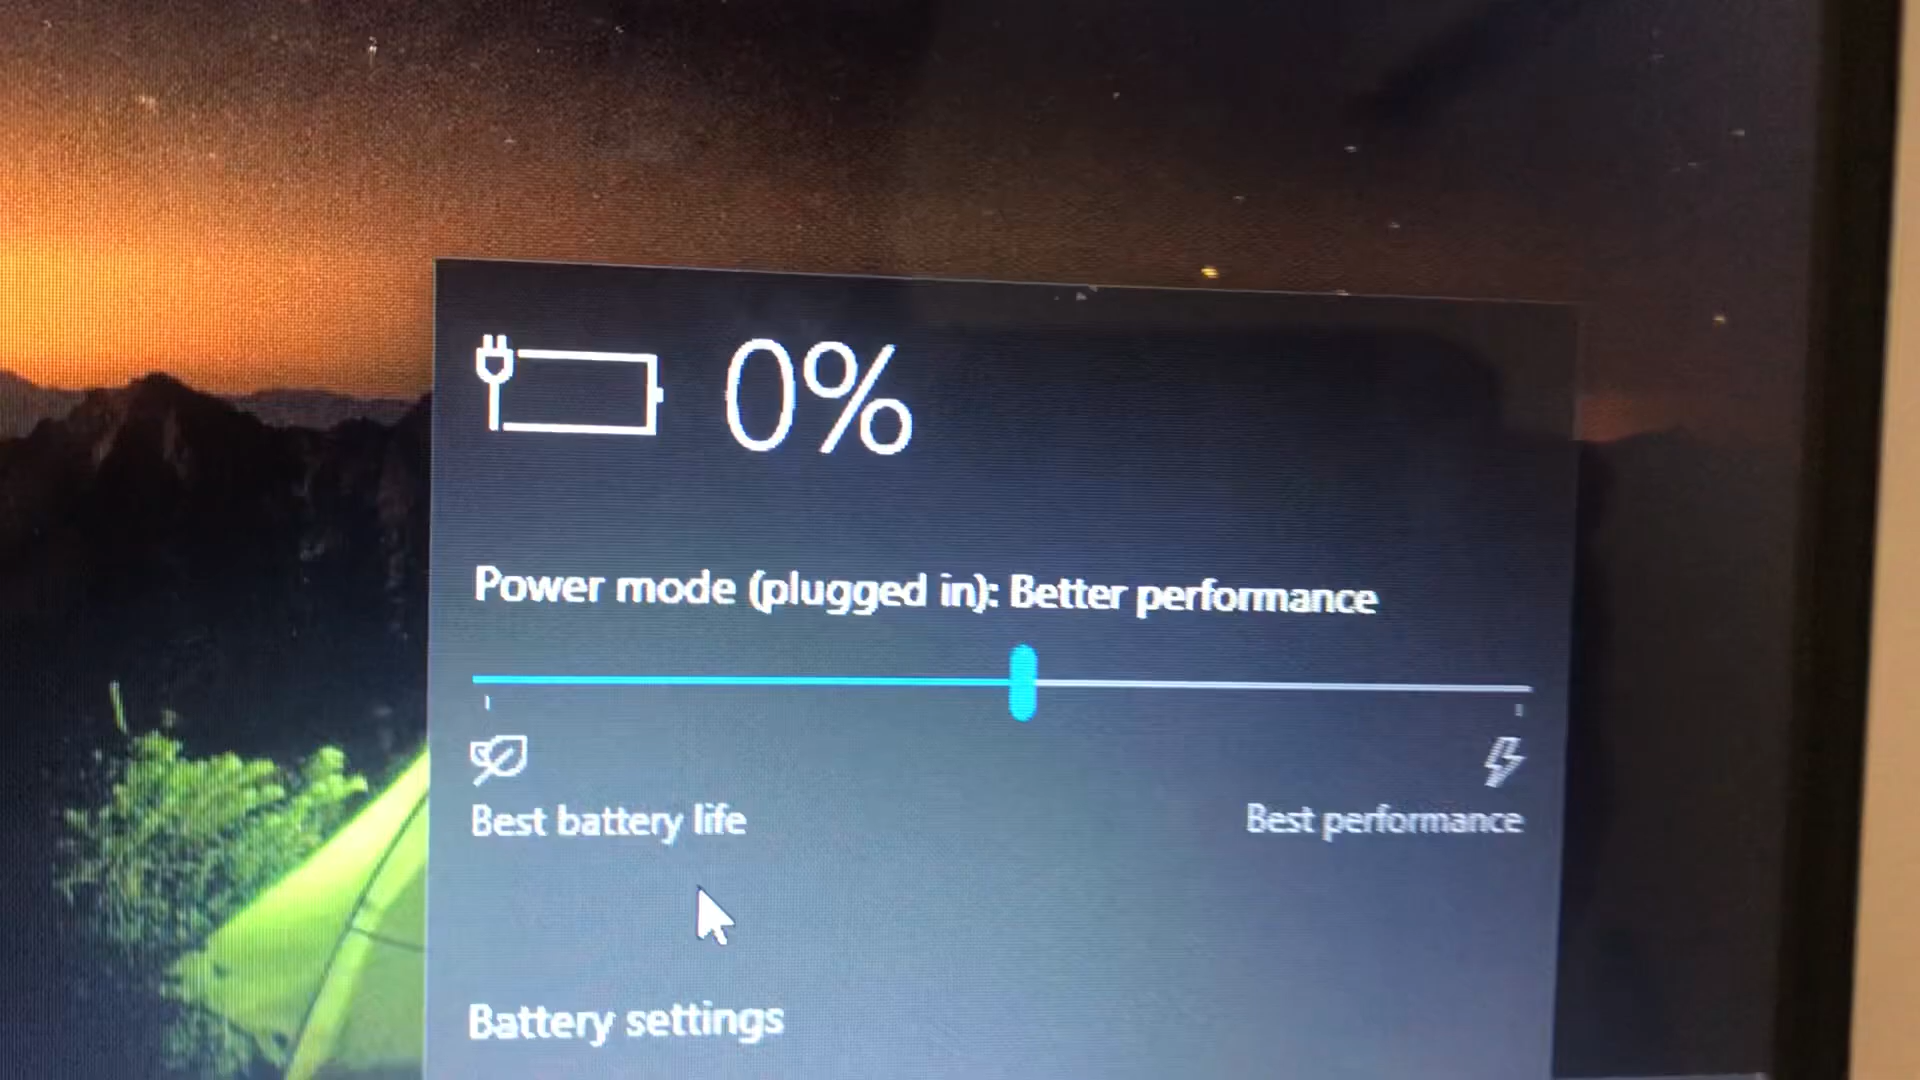 0%
Power mode (plugged in): Better performance
Best battery life
Best performance
Battery settings